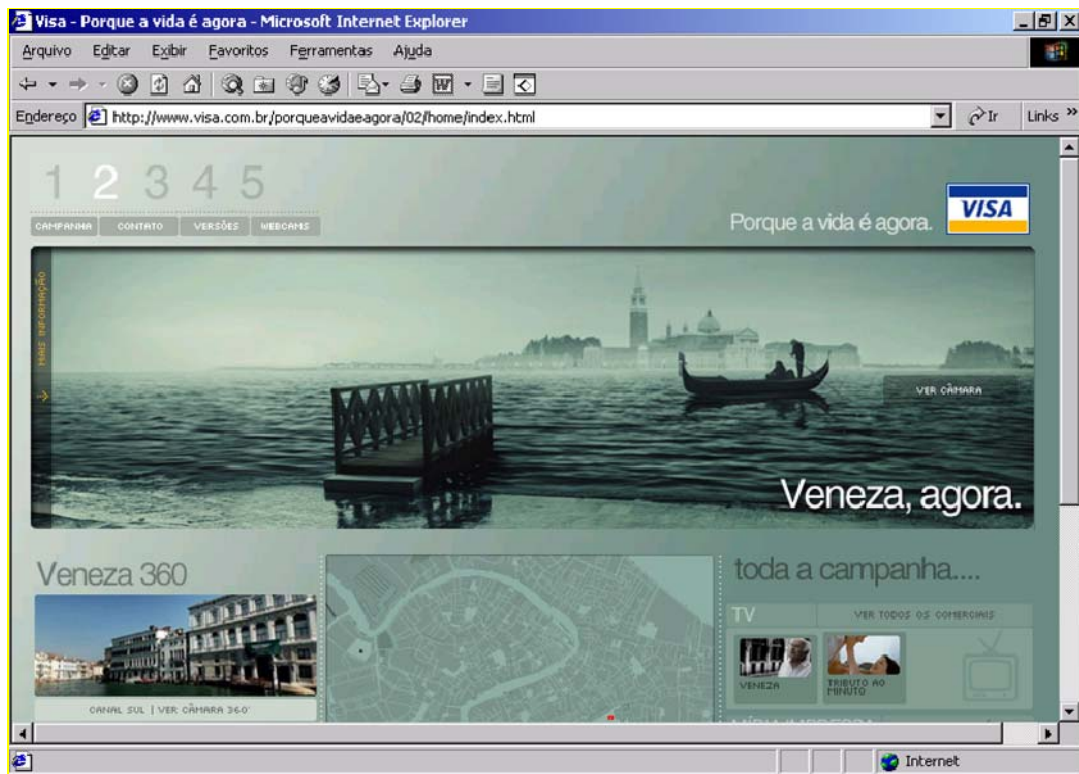 Visa - Porque a vida é agora - Microsoft Internet Explorer
Arquivo Editar Exibir Favoritos Ferramentas Ajuda
Endereço http://www.visa.com.br/porqueavidaeagora/02/home/index.html Ir Links »
1 2 3 4 5
CAMPANHA CONTATO VERSÕES WEBCAMS
Porque a vida é agora. VISA
MAIS INFORMAÇÃO
VER CÂMARA
Veneza, agora.
Veneza 360
CANAL SUL | VER CÂMARA 360°
toda a campanha....
TV VER TODOS OS COMERCIAIS
VENEZA
TRIBUTO AO
MINUTO
MÍDIA IMPRESSA
Internet